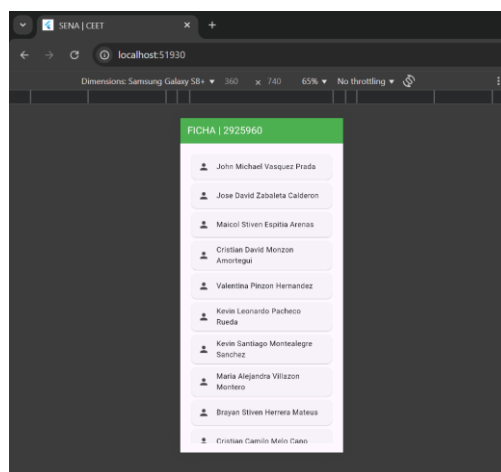 SENA | CEET
localhost:51930
Dimensions: Samsung Galaxy S8+ 360 x 740 65% No throttling
FICHA | 2925960
John Michael Vasquez Prada
Jose David Zabaleta Calderon
Maicol Stiven Espitia Arenas
Cristian David Monzon
Amortegui
Valentina Pinzon Hernandez
Kevin Leonardo Pacheco
Rueda
Kevin Santiago Montealegre
Sanchez
Maria Alejandra Villazon
Montero
Brayan Stiven Herrera Mateus
Cristian Camilo Melo Cano